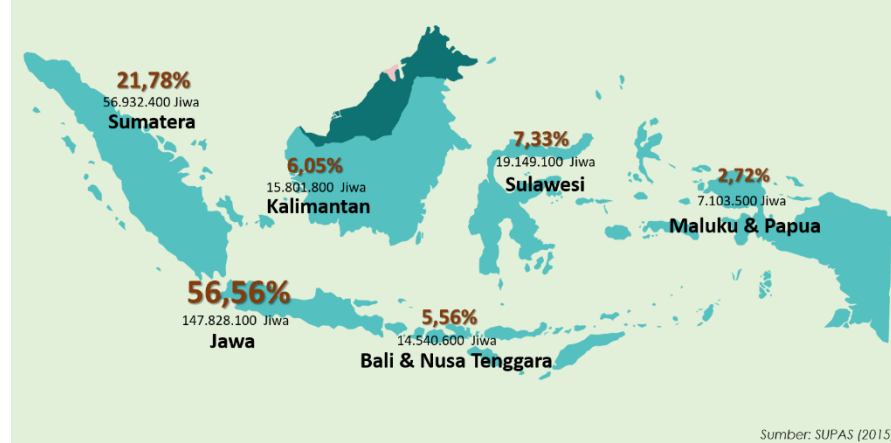 21,78%
56.932.400 Jiwa
Sumatera
6,05%
15.801.800 Jiwa
Kalimantan
7,33%
19.149.100 Jiwa
Sulawesi
2,72%
7.103.500 Jiwa
Maluku & Papua
56,56%
147.828.100 Jiwa
Jawa
5,56%
14.540.600 Jiwa
Bali & Nusa Tenggara
Sumber: SUPAS (2015